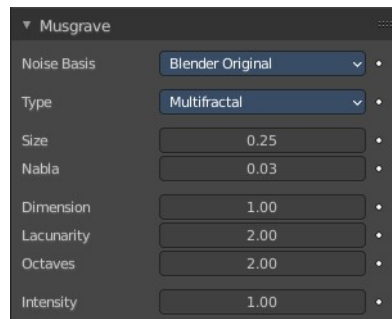 Musgrave
Noise Basis Blender Original
Type Multifractal
Size 0.25
Nabla 0.03
Dimension 1.00
Lacunarity 2.00
Octaves 2.00
Intensity 1.00